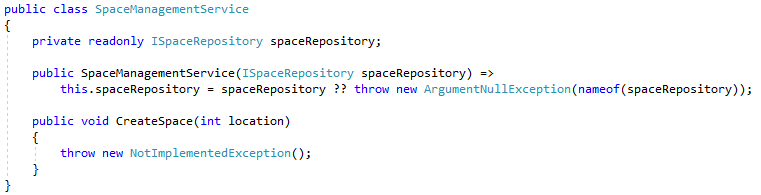 public class SpaceManagementService
{
    private readonly ISpaceRepository spaceRepository;

    public SpaceManagementService(ISpaceRepository spaceRepository) =>
        this.spaceRepository = spaceRepository ?? throw new ArgumentNullException(nameof(spaceRepository));

    public void CreateSpace(int location)
    {
        throw new NotImplementedException();
    }
}